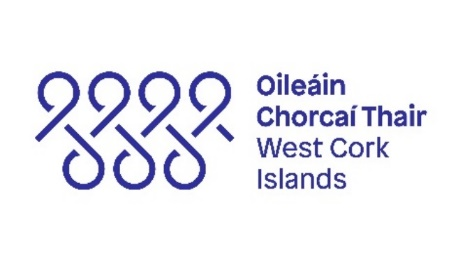 Oileáin
Chorcaí Thair
West Cork
Islands